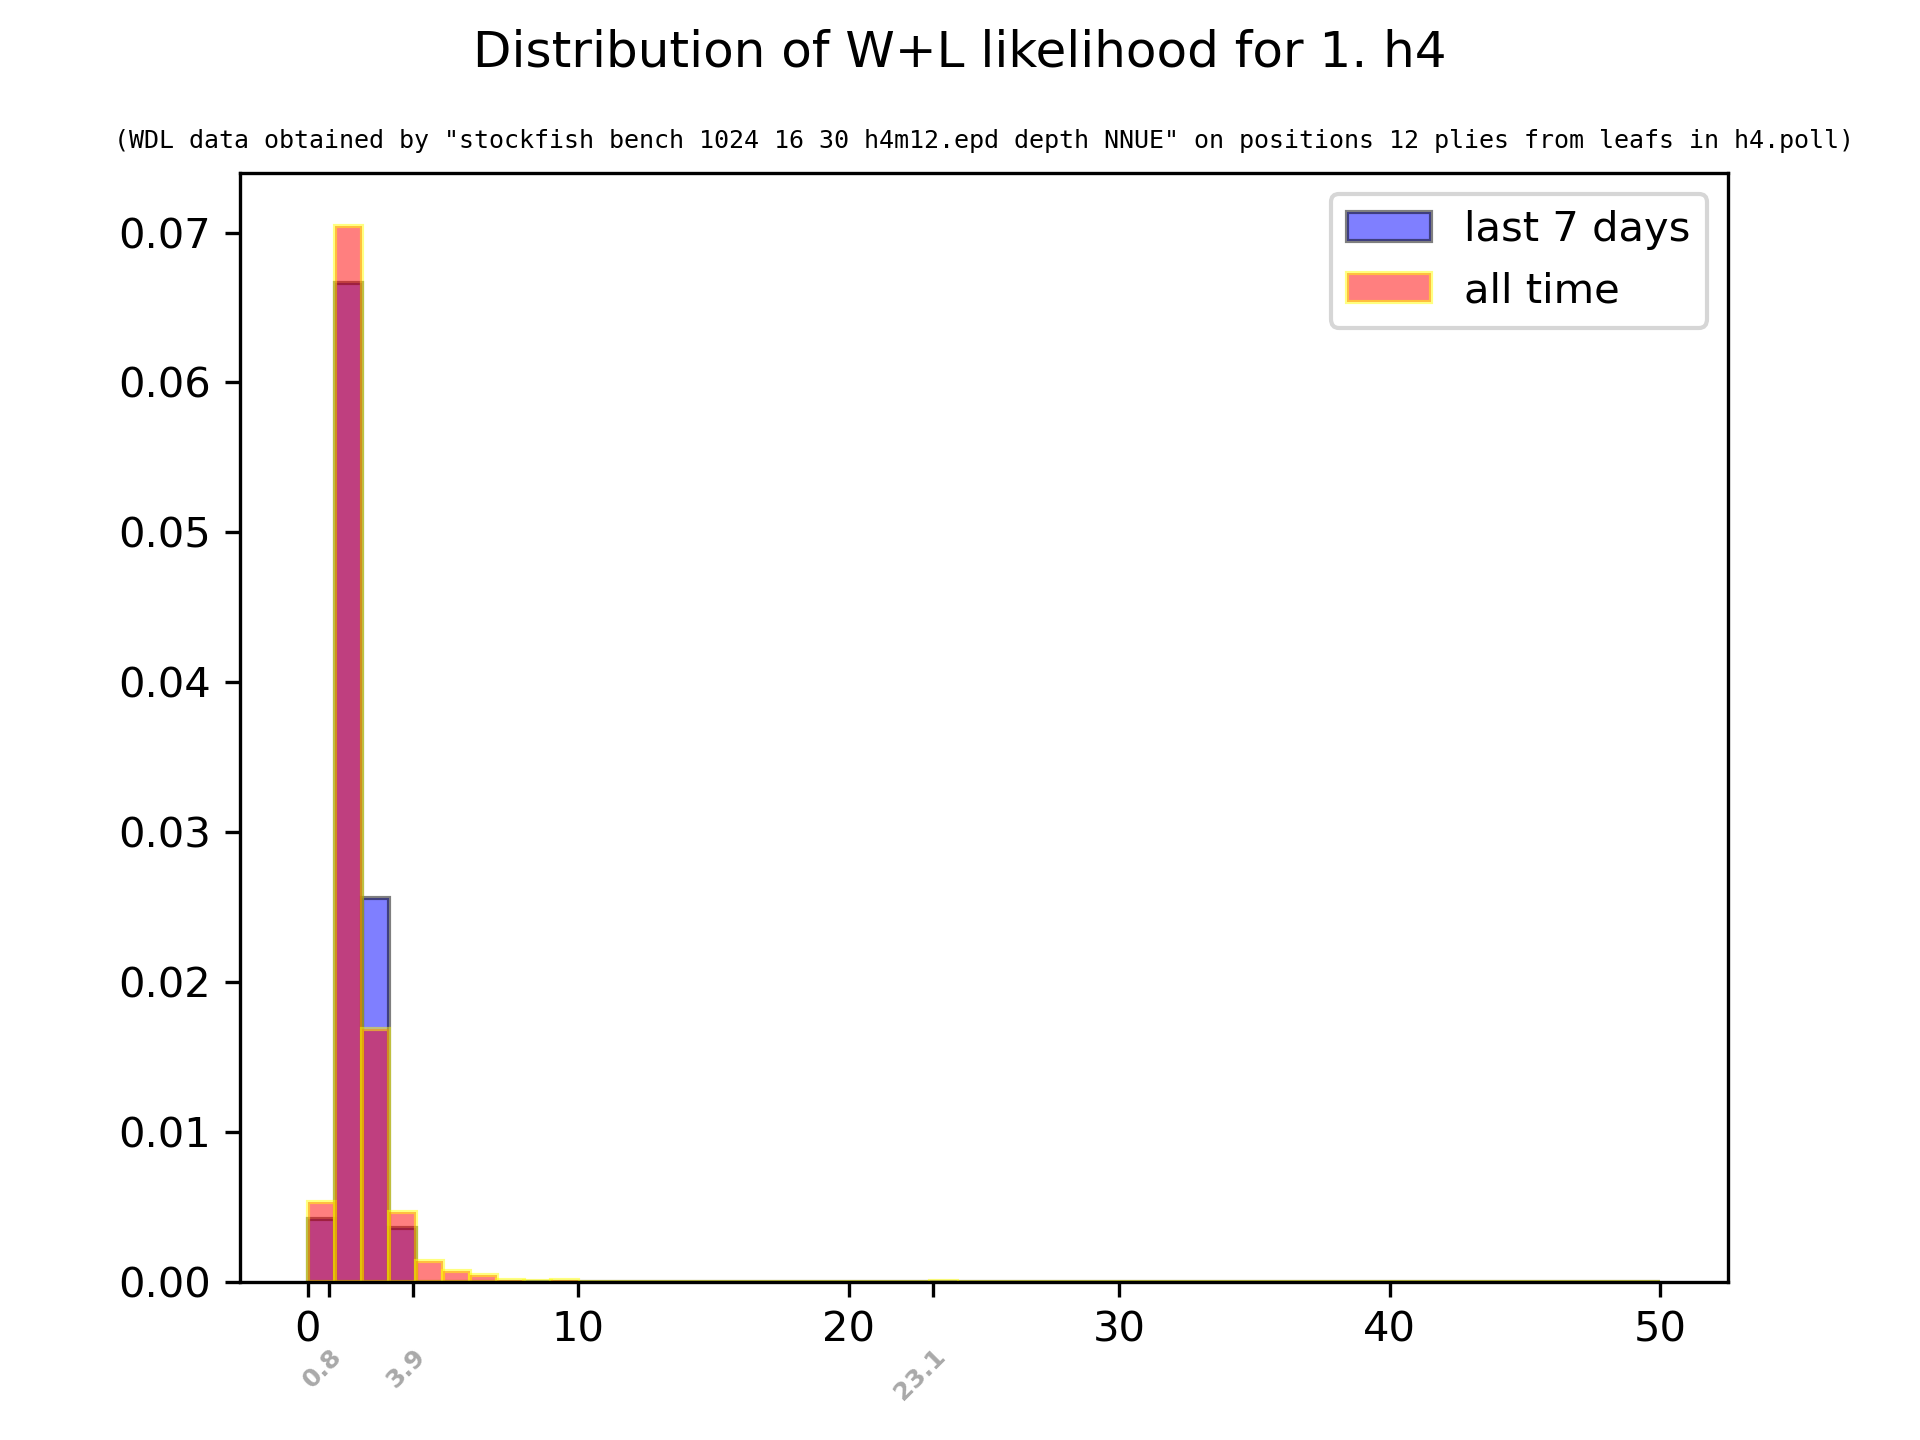 Distribution of W+L likelihood for 1. h4
(WDL data obtained by "stockfish bench 1024 16 30 h4m12.epd depth NNUE" on positions 12 plies from leafs in h4.poll)
last 7 days
all time
0.07
0.06
0.05
0.04
0.03
0.02
0.01
0.00
0 10 20 30 40 50
0.8 3.9 23.1